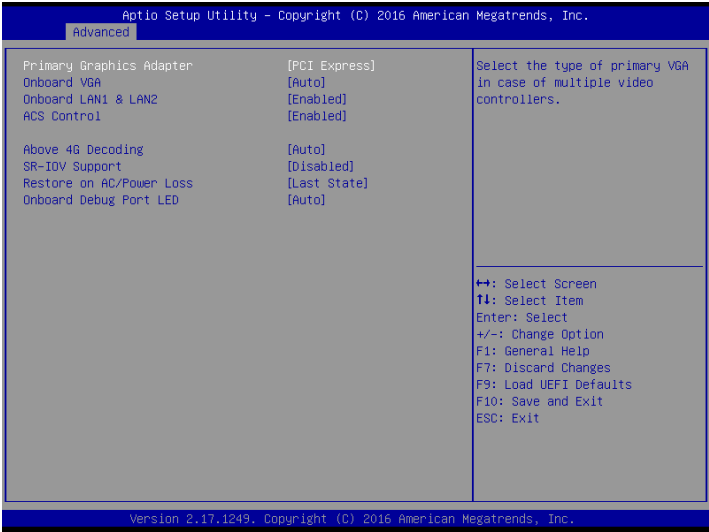 Aptio Setup Utility – Copyright (C) 2016 American Megatrends, Inc.
Advanced
Primary Graphics Adapter [PCI Express]
Onboard VGA [Auto]
Onboard LAN1 & LAN2 [Enabled]
ACS Control [Enabled]
Above 4G Decoding [Auto]
SR-IOV Support [Disabled]
Restore on AC/Power Loss [Last State]
Onboard Debug Port LED [Auto]
Select the type of primary VGA
in case of multiple video
controllers.
↔: Select Screen
↑↓: Select Item
Enter: Select
+/-: Change Option
F1: General Help
F7: Discard Changes
F9: Load UEFI Defaults
F10: Save and Exit
ESC: Exit
Version 2.17.1249. Copyright (C) 2016 American Megatrends, Inc.